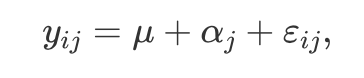 y_{ij} = μ + α_j + ε_{ij},